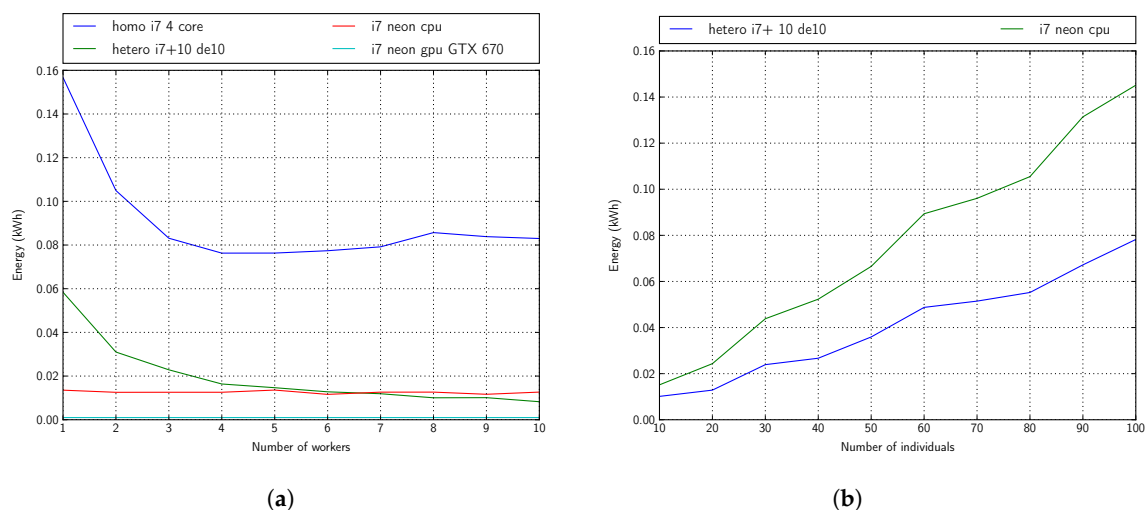 homo i7 4 core
hetero i7+10 de10
i7 neon cpu
i7 neon gpu GTX 670
0.16
0.14
0.12
0.10
0.08
0.06
0.04
0.02
0.00
Energy (kWh)
1 2 3 4 5 6 7 8 9 10
Number of workers
(a)
hetero i7+ 10 de10
i7 neon cpu
0.16
0.14
0.12
0.10
0.08
0.06
0.04
0.02
0.00
Energy (kWh)
10 20 30 40 50 60 70 80 90 100
Number of individuals
(b)